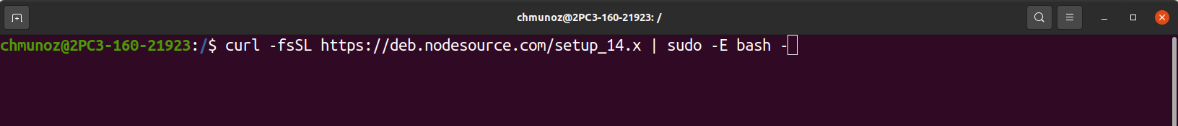 chmunoz@2PC3-160-21923: /
chmunoz@2PC3-160-21923:/$ curl -fsSL https://deb.nodesource.com/setup_14.x | sudo -E bash -